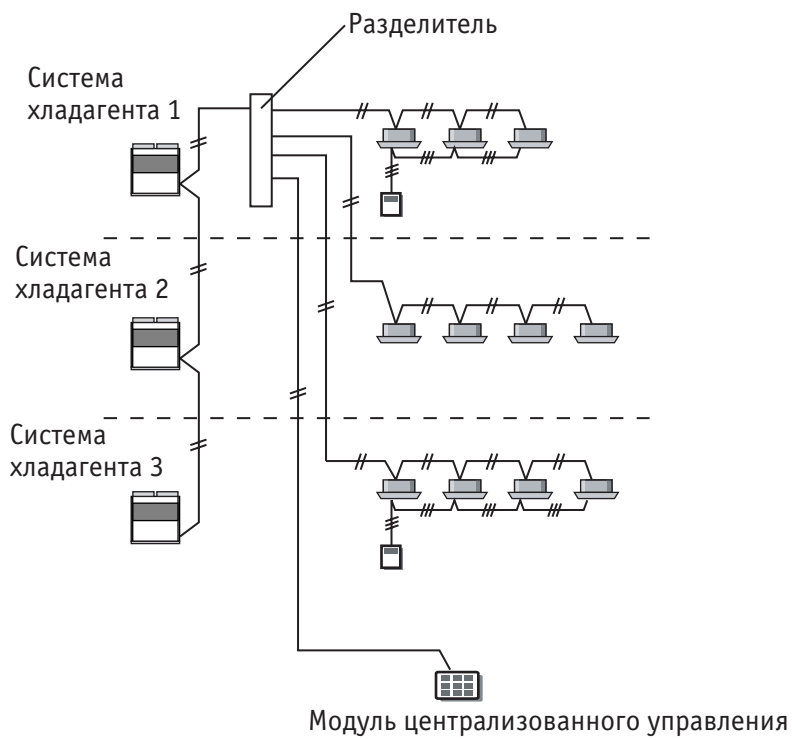 Разделитель
Система
хладагента 1
Система
хладагента 2
Система
хладагента 3
Модуль централизованного управления